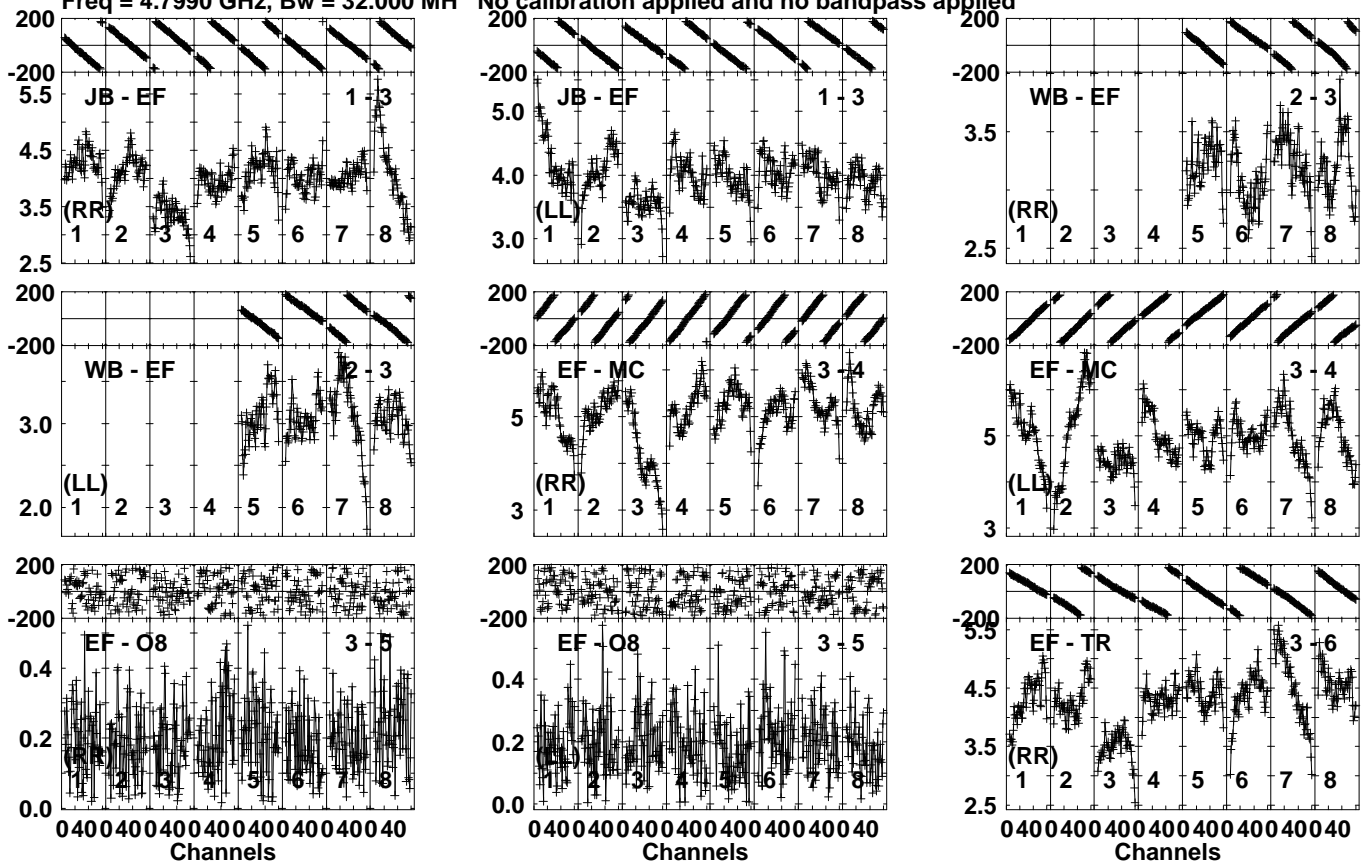 Freq = 4.7990 GHz, Bw = 32.000 MH No calibration applied and no bandpass applied
200
-200
JB - EF 1 - 3
5.5
4.5
3.5
2.5
(RR)
1 2 3 4 5 6 7 8
200
-200
JB - EF 1 - 3
5.0
4.0
3.0
(LL)
1 2 3 4 5 6 7 8
200
-200
WB - EF 2 - 3
3.5
2.5
(RR)
1 2 3 4 5 6 7 8
200
-200
WB - EF 2 - 3
3.0
2.0
(LL)
1 2 3 4 5 6 7 8
200
-200
EF - MC 3 - 4
5
3
(RR)
1 2 3 4 5 6 7 8
200
-200
EF - MC 3 - 4
5
3
(LL)
1 2 3 4 5 6 7 8
200
-200
EF - O8 3 - 5
0.4
0.2
0.0
(RR)
1 2 3 4 5 6 7 8
0 40 0 40 0 40 0 40 0 40 0 40 0 40 0 40
Channels
200
-200
EF - O8 3 - 5
0.4
0.2
0.0
(LL)
1 2 3 4 5 6 7 8
0 40 0 40 0 40 0 40 0 40 0 40 0 40 0 40
Channels
200
-200
EF - TR 3 - 6
5.5
4.5
3.5
2.5
(RR)
1 2 3 4 5 6 7 8
0 40 0 40 0 40 0 40 0 40 0 40 0 40 0 40
Channels